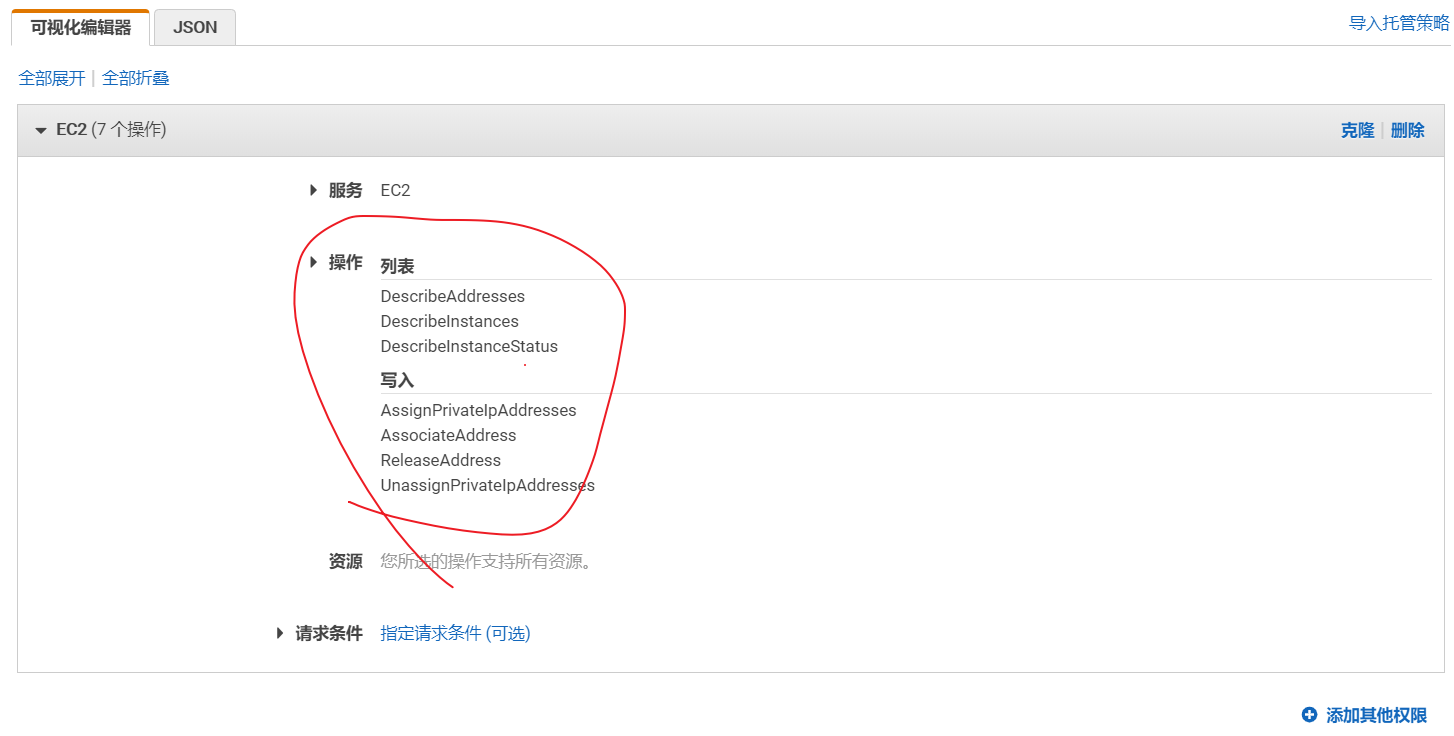 可视化编辑器 JSON 导入托管策略
全部展开 | 全部折叠
EC2 (7 个操作) 克隆 | 删除
服务 EC2
操作 列表
DescribeAddresses
DescribeInstances
DescribeInstanceStatus
写入
AssignPrivateIpAddresses
AssociateAddress
ReleaseAddress
UnassignPrivateIpAddresses
资源 您所选的操作支持所有资源。
请求条件 指定请求条件 (可选)
添加其他权限